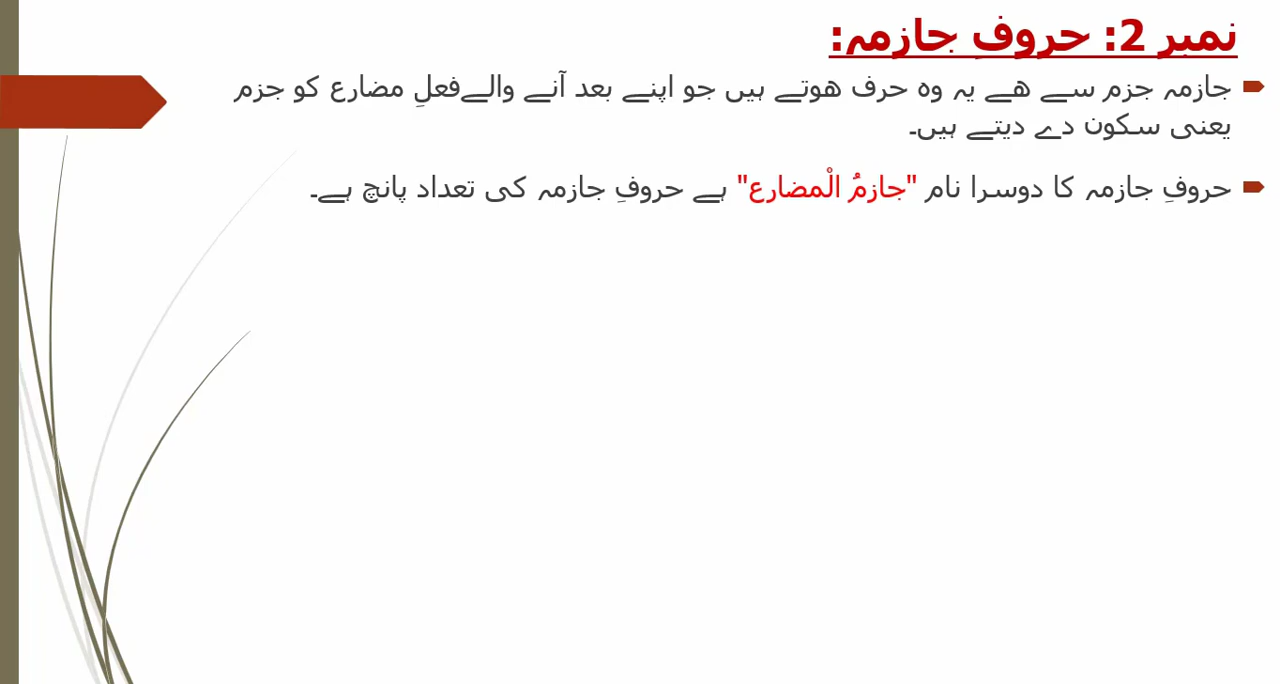 نمبر 2: حروفِ جازمہ:
جازمہ جزم سے ھے یہ وہ حرف ھوتے ہیں جو اپنے بعد آنے والےفعلِ مضارع کو جزم
یعنی سکون دے دیتے ہیں۔
حروفِ جازمہ کا دوسرا نام "جازمُ الْمضارع" ہے حروفِ جازمہ کی تعداد پانچ ہے۔